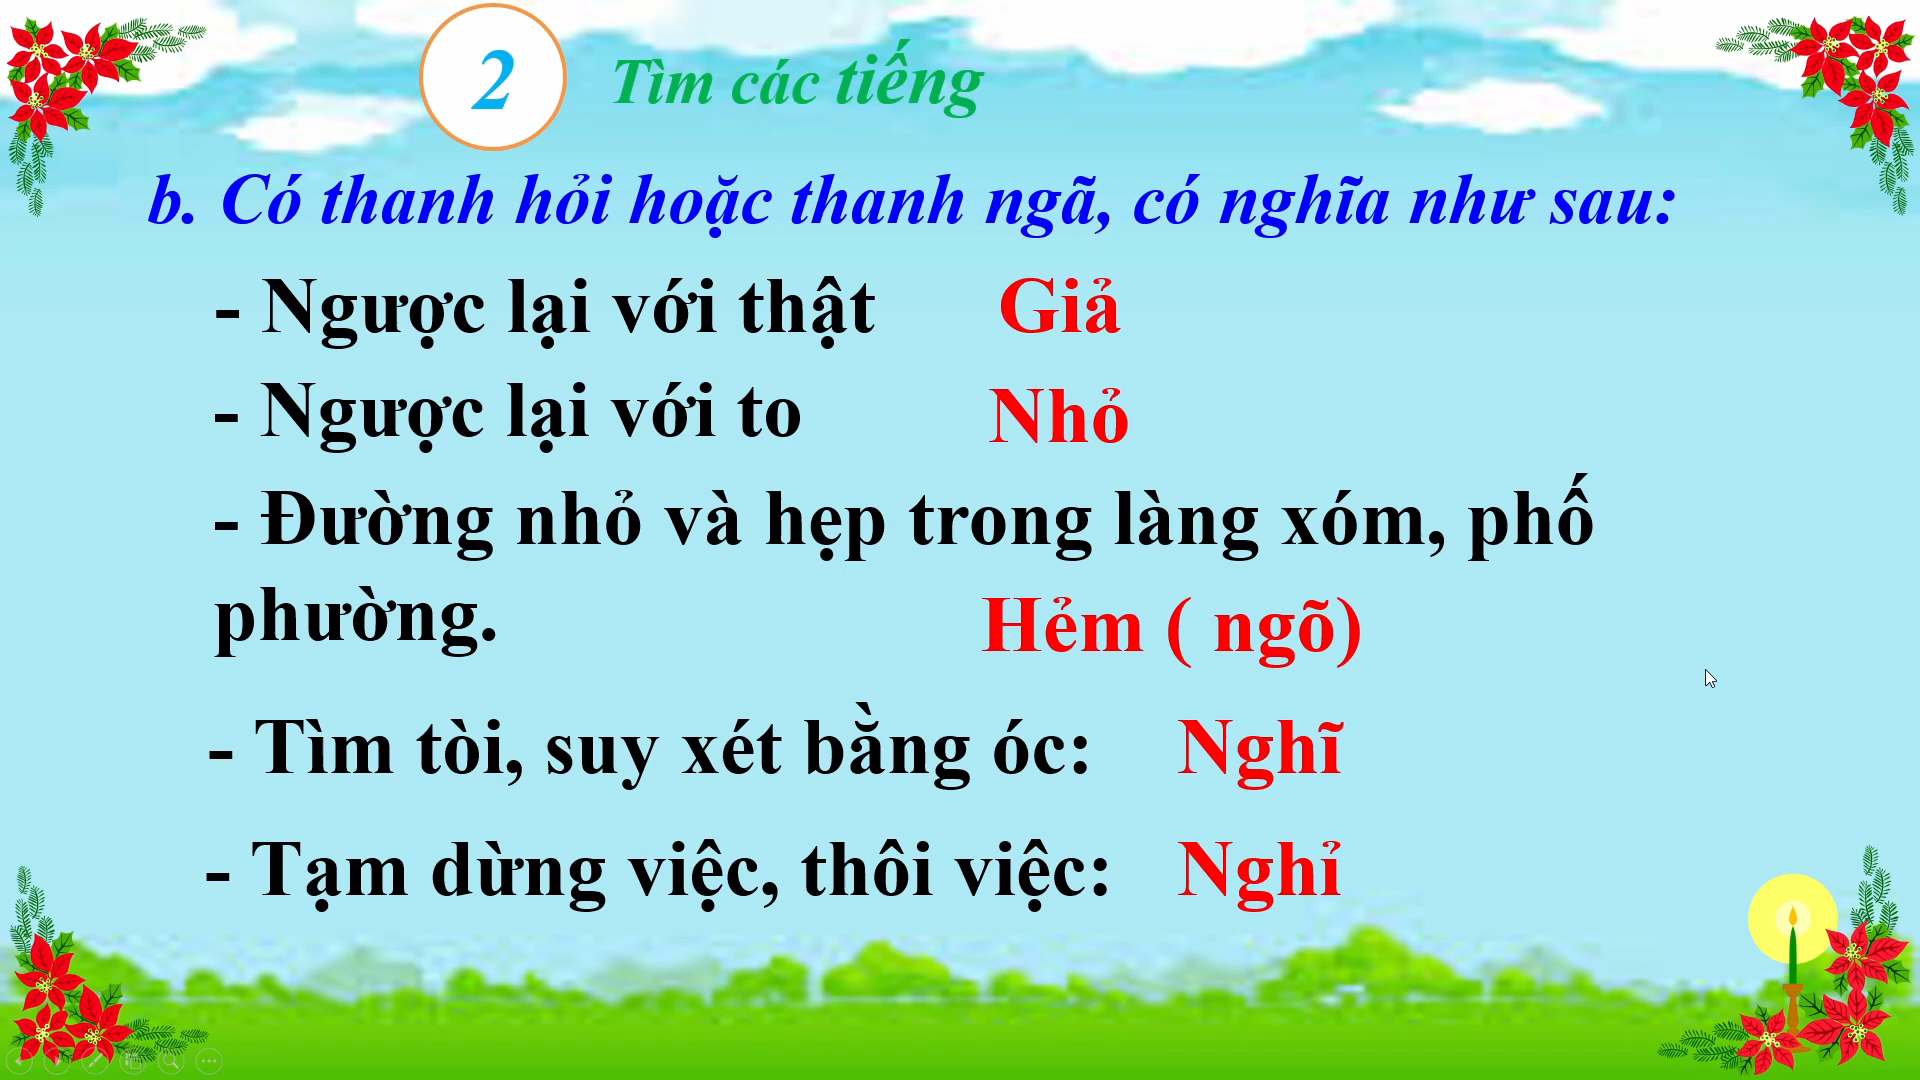 2 Tìm các tiếng
b. Có thanh hỏi hoặc thanh ngã, có nghĩa như sau:
- Ngược lại với thật Giả
- Ngược lại với to Nhỏ
- Đường nhỏ và hẹp trong làng xóm, phố
phường. Hẻm ( ngõ)
- Tìm tòi, suy xét bằng óc: Nghĩ
- Tạm dừng việc, thôi việc: Nghỉ